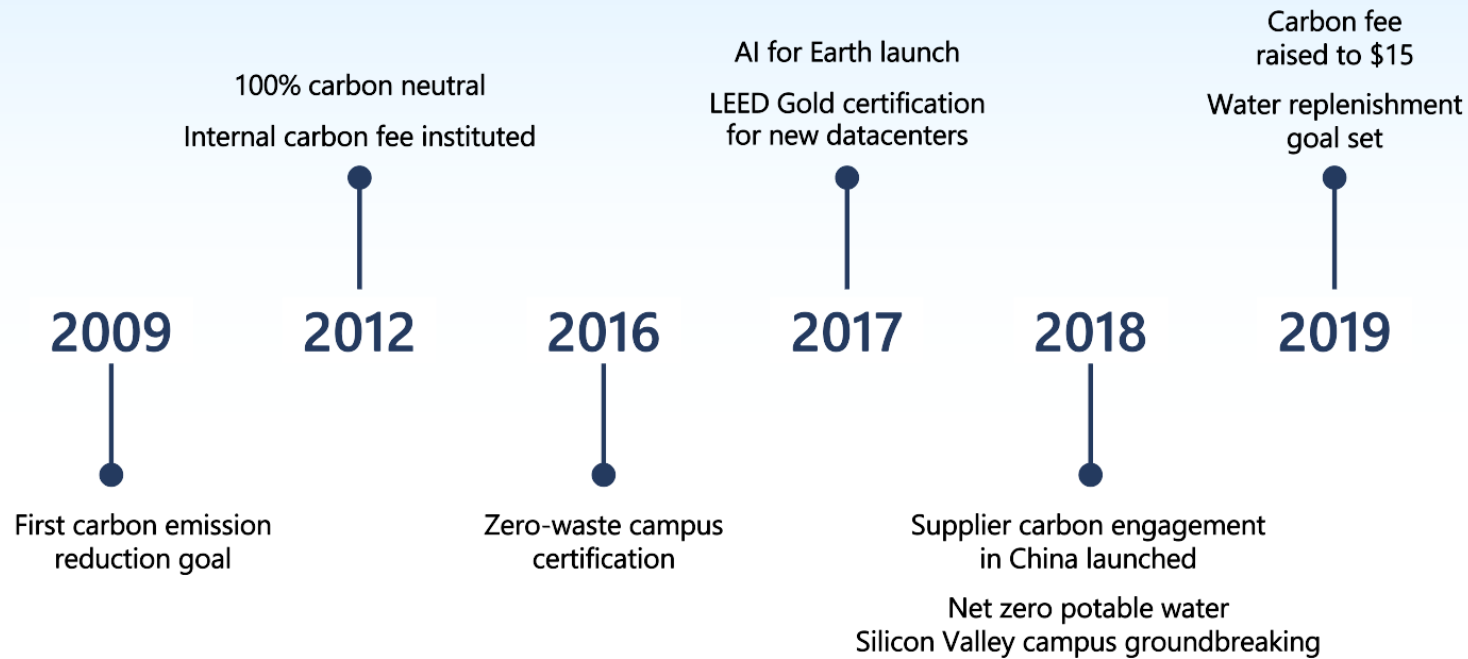 100% carbon neutral
Internal carbon fee instituted
AI for Earth launch
LEED Gold certification
for new datacenters
Carbon fee
raised to $15
Water replenishment
goal set
2009
2012
2016
2017
2018
2019
First carbon emission
reduction goal
Zero-waste campus
certification
Supplier carbon engagement
in China launched
Net zero potable water
Silicon Valley campus groundbreaking